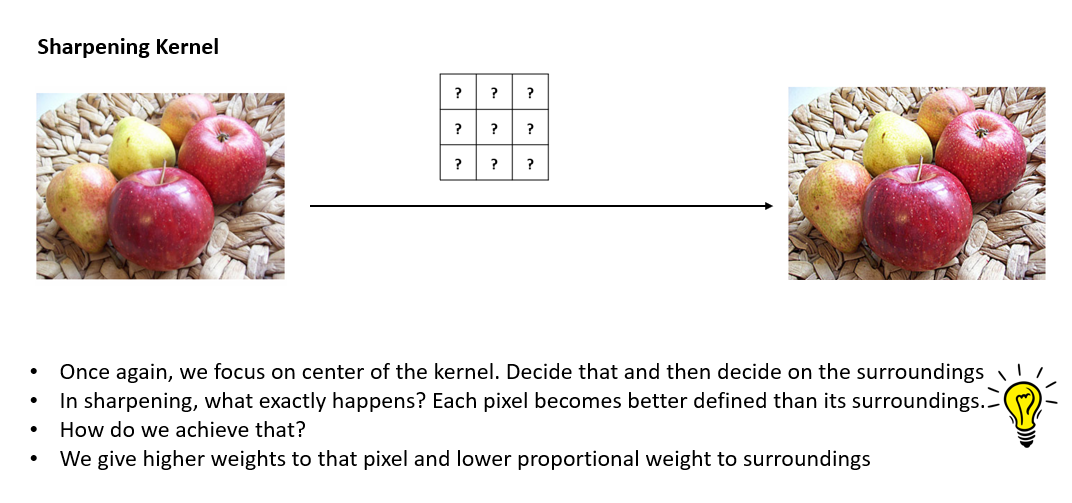 Sharpening Kernel
? ? ?
? ? ?
? ? ?
• Once again, we focus on center of the kernel. Decide that and then decide on the surroundings
• In sharpening, what exactly happens? Each pixel becomes better defined than its surroundings.
• How do we achieve that?
• We give higher weights to that pixel and lower proportional weight to surroundings